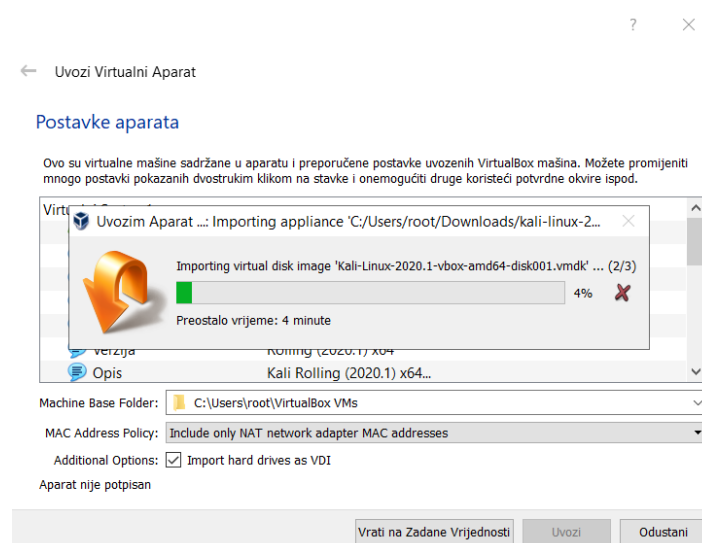 ?
Uvozi Virtualni Aparat
Postavke aparata
Ovo su virtualne mašine sadržane u aparatu i preporučene postavke uvozenih VirtualBox mašina. Možete promijeniti
mnogo postavki pokazanih dvostrukim klikom na stavke i onemogućiti druge koristeći potvrdne okvire ispod.
Uvozim Aparat ...: Importing appliance 'C:/Users/root/Downloads/kali-linux-2...
Importing virtual disk image 'Kali-Linux-2020.1-vbox-amd64-disk001.vmdk' ... (2/3)
4%
Preostalo vrijeme: 4 minute
Verzija Rolling (2020.1) x64
Opis Kali Rolling (2020.1) x64...
Machine Base Folder: C:\Users\root\VirtualBox VMs
MAC Address Policy: Include only NAT network adapter MAC addresses
Additional Options: Import hard drives as VDI
Aparat nije potpisan
Vrati na Zadane Vrijednosti Uvozi Odustani